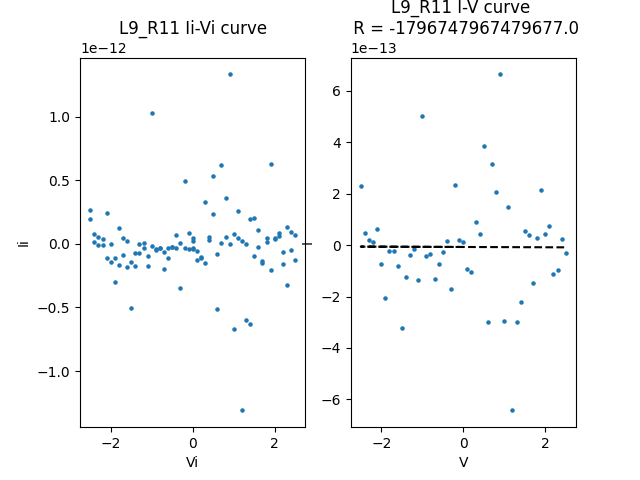 L9_R11 Ii-Vi curve
1e−12
1.0
0.5
0.0
−0.5
−1.0
Ii
−2
0
2
Vi
L9_R11 I-V curve
R = -1796747967479677.0
1e−13
6
4
2
0
−2
−4
−6
I
−2
0
2
V